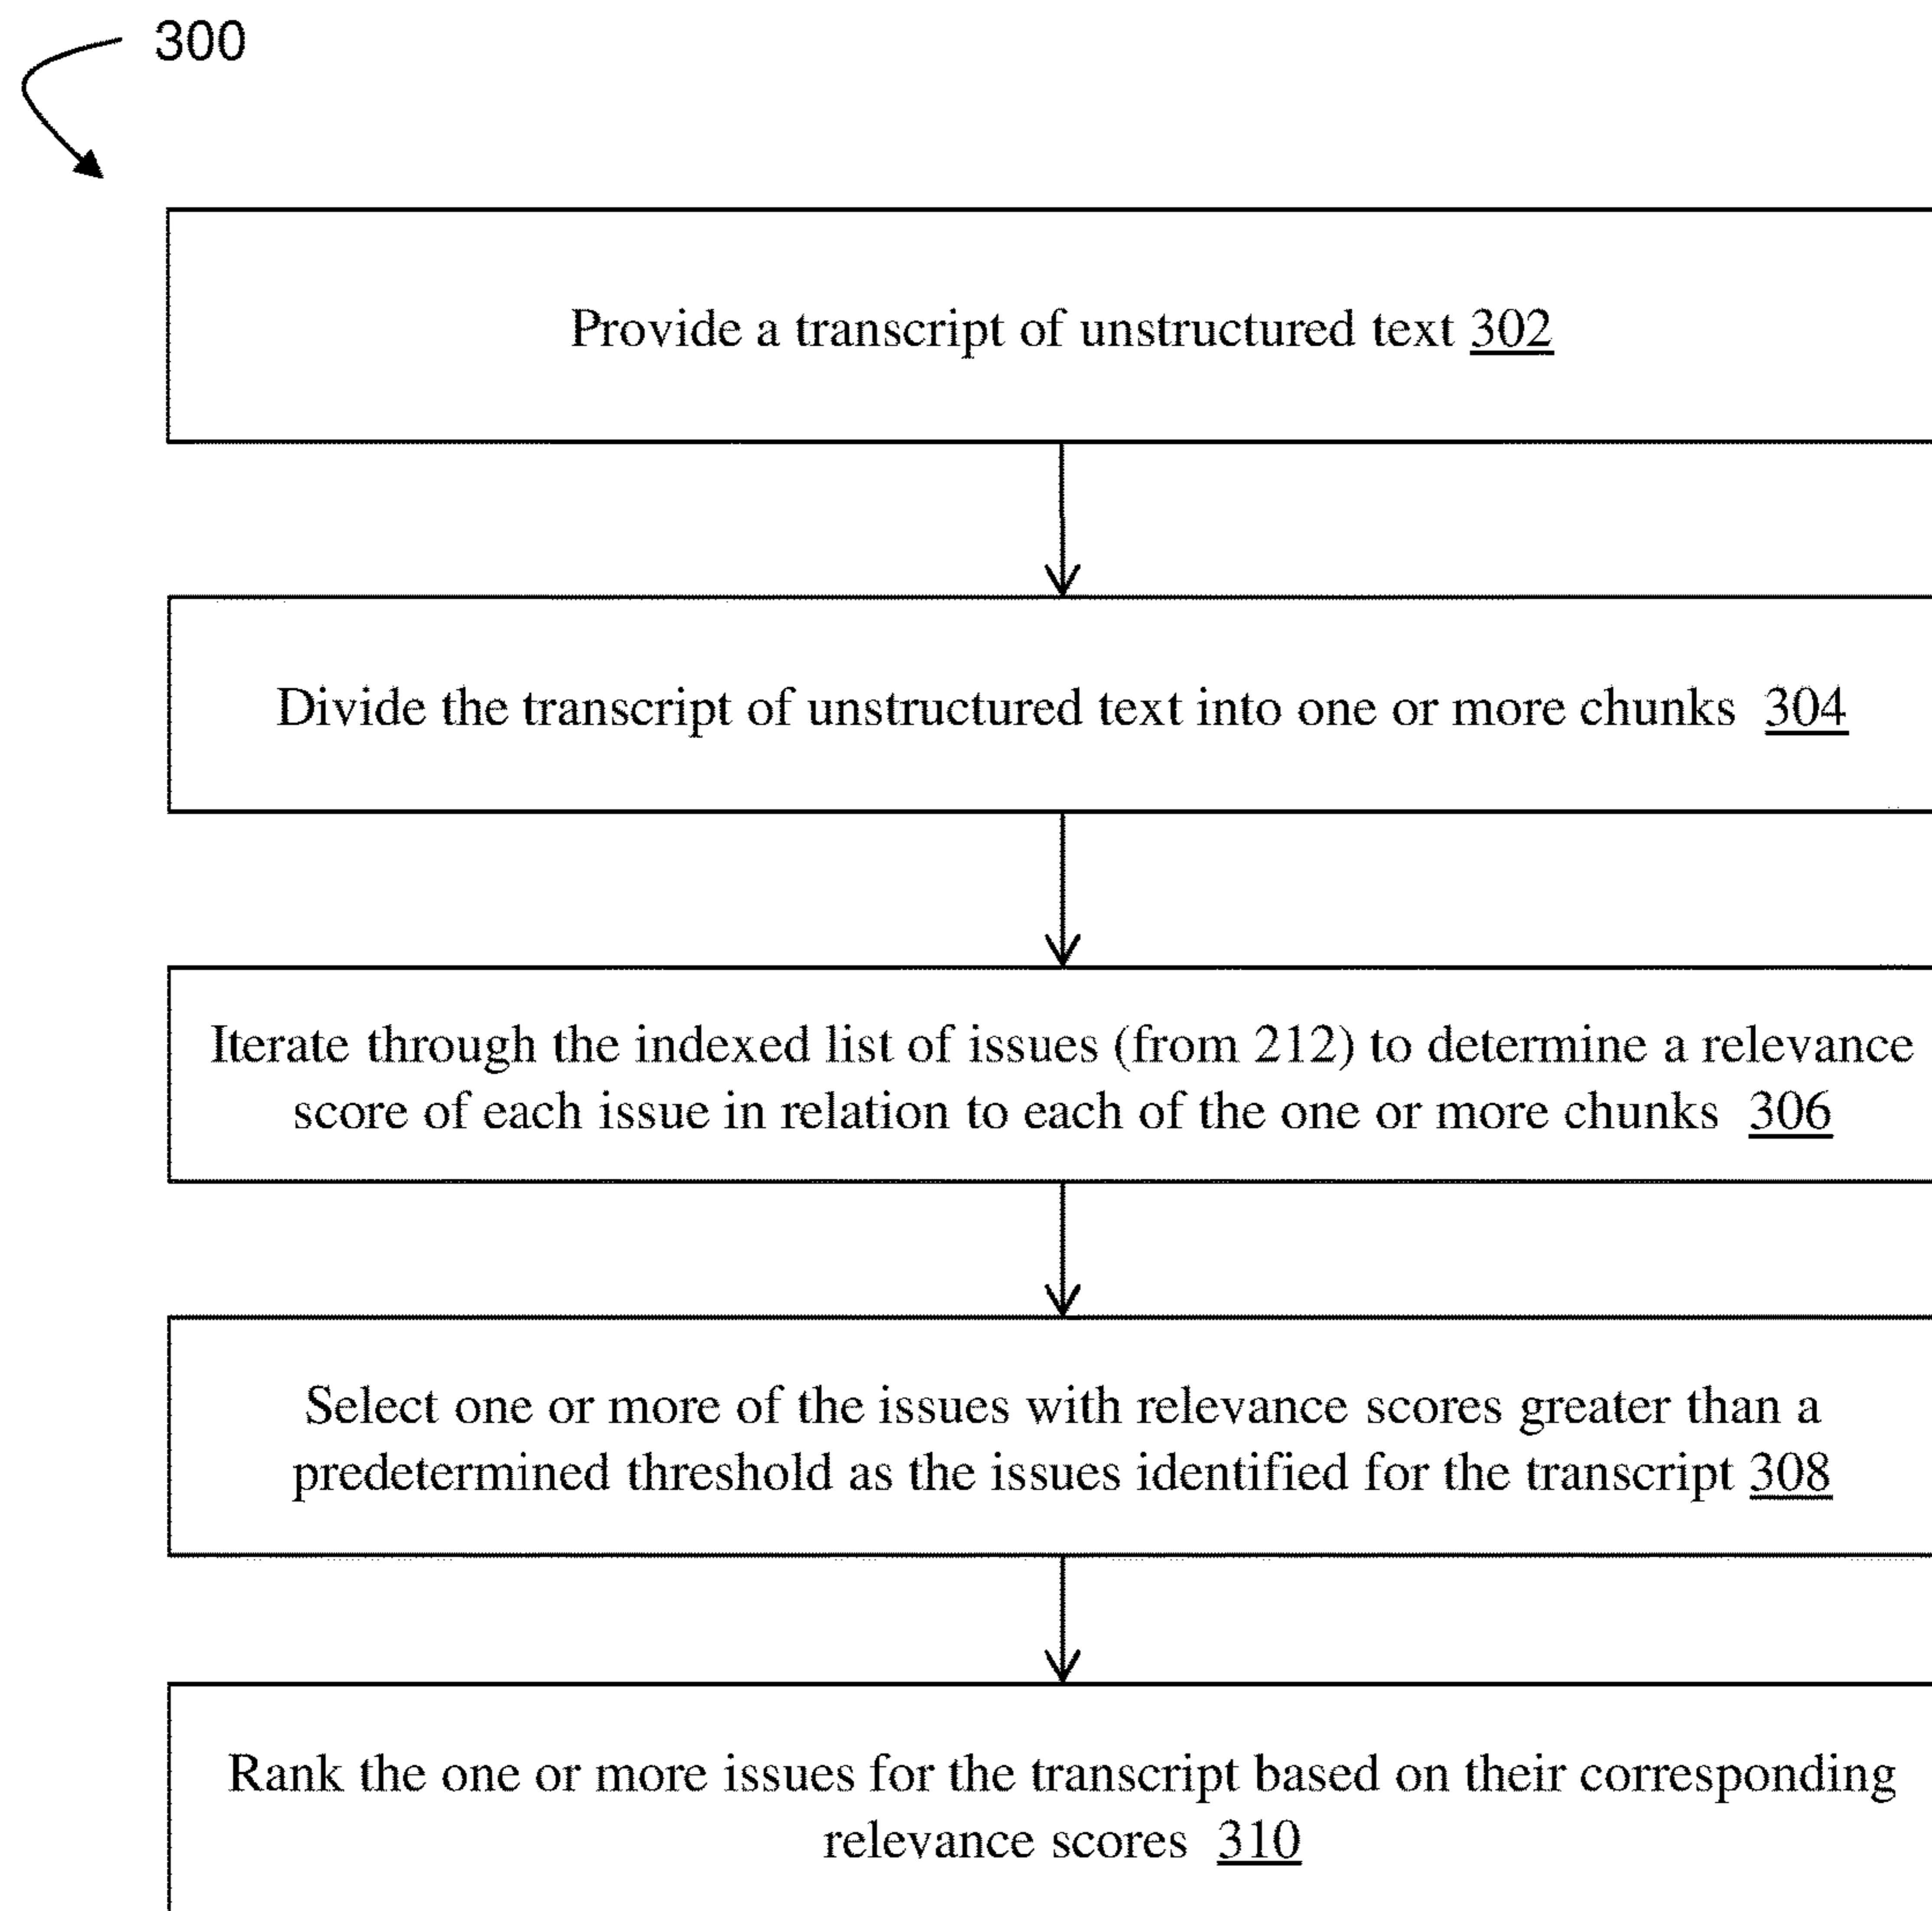 300
Provide a transcript of unstructured text 302
Divide the transcript of unstructured text into one or more chunks 304
Iterate through the indexed list of issues (from 212) to determine a relevance
score of each issue in relation to each of the one or more chunks 306
Select one or more of the issues with relevance scores greater than a
predetermined threshold as the issues identified for the transcript 308
Rank the one or more issues for the transcript based on their corresponding
relevance scores 310